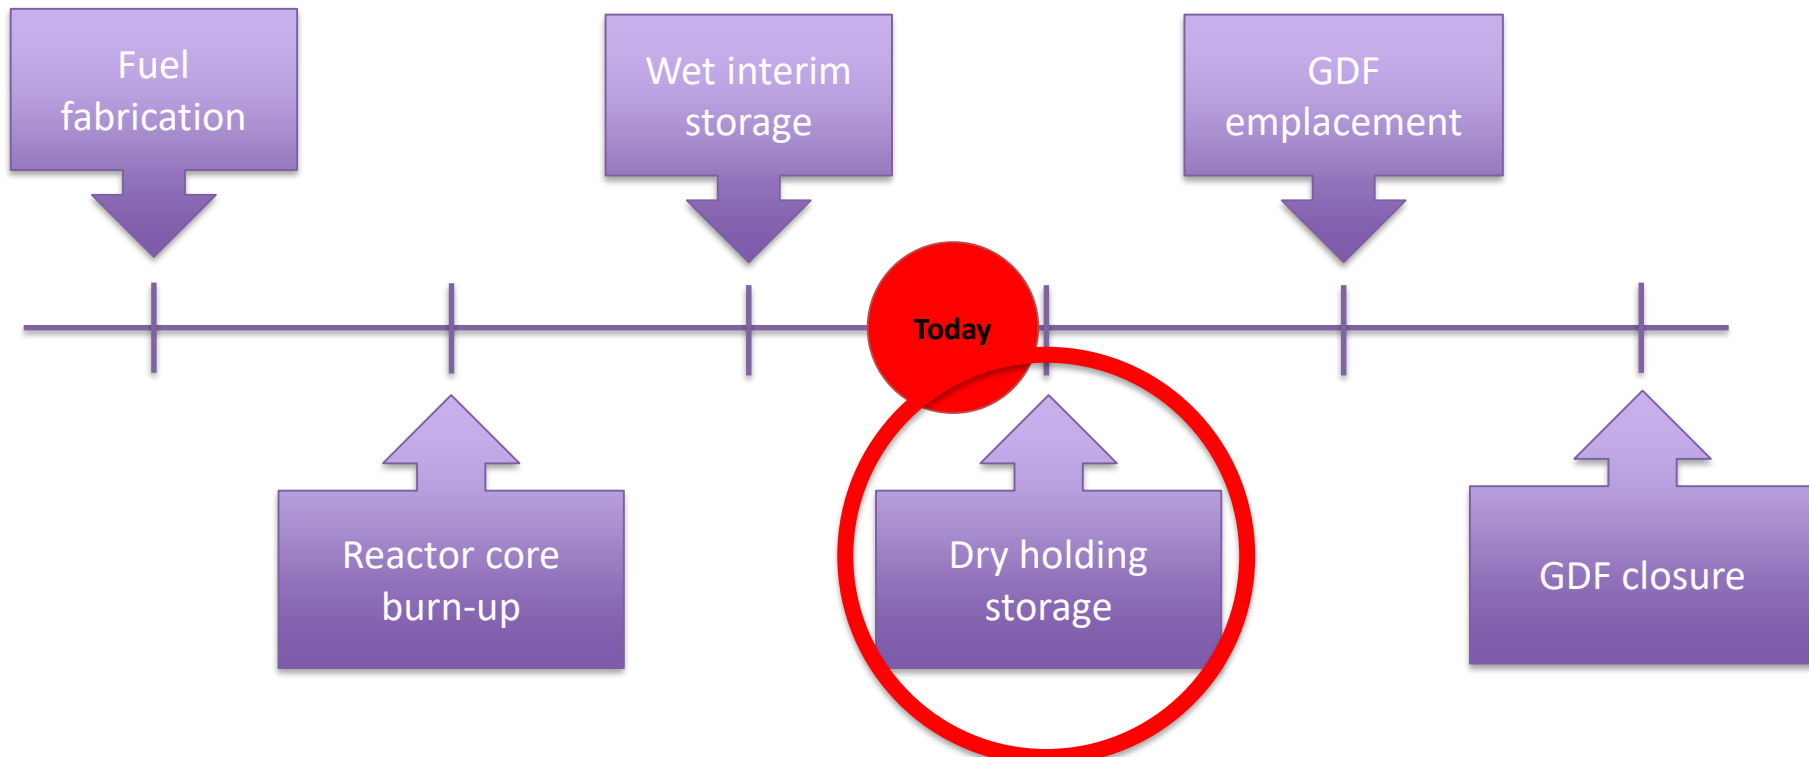 Fuel
fabrication
Wet interim
storage
GDF
emplacement
Today
Reactor core
burn-up
Dry holding
storage
GDF closure